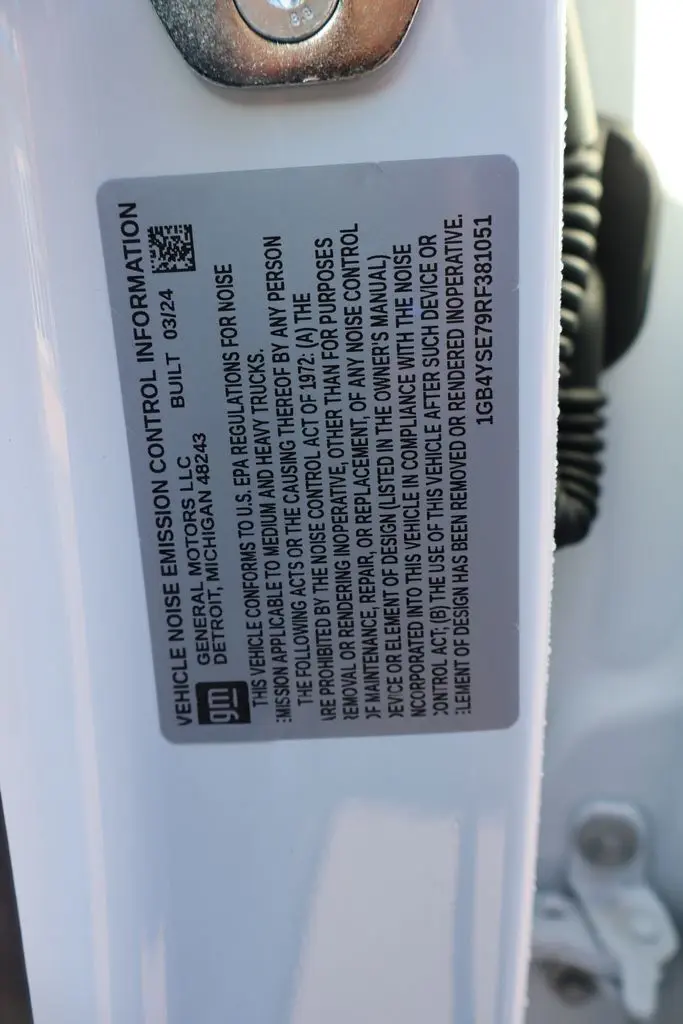 8.8
VEHICLE NOISE EMISSION CONTROL INFORMATION
gm
GENERAL MOTORS LLC BUILT 03/24
DETROIT, MICHIGAN 48243
THIS VEHICLE CONFORMS TO U.S. EPA REGULATIONS FOR NOISE
EMISSION APPLICABLE TO MEDIUM AND HEAVY TRUCKS.
THE FOLLOWING ACTS OR THE CAUSING THEREOF BY ANY PERSON
ARE PROHIBITED BY THE NOISE CONTROL ACT OF 1972: (A) THE
REMOVAL OR RENDERING INOPERATIVE, OTHER THAN FOR PURPOSES
OF MAINTENANCE, REPAIR, OR REPLACEMENT, OF ANY NOISE CONTROL
DEVICE OR ELEMENT OF DESIGN (LISTED IN THE OWNER'S MANUAL)
INCORPORATED INTO THIS VEHICLE IN COMPLIANCE WITH THE NOISE
CONTROL ACT; (B) THE USE OF THIS VEHICLE AFTER SUCH DEVICE OR
ELEMENT OF DESIGN HAS BEEN REMOVED OR RENDERED INOPERATIVE.
1GB4YSE79RF381051